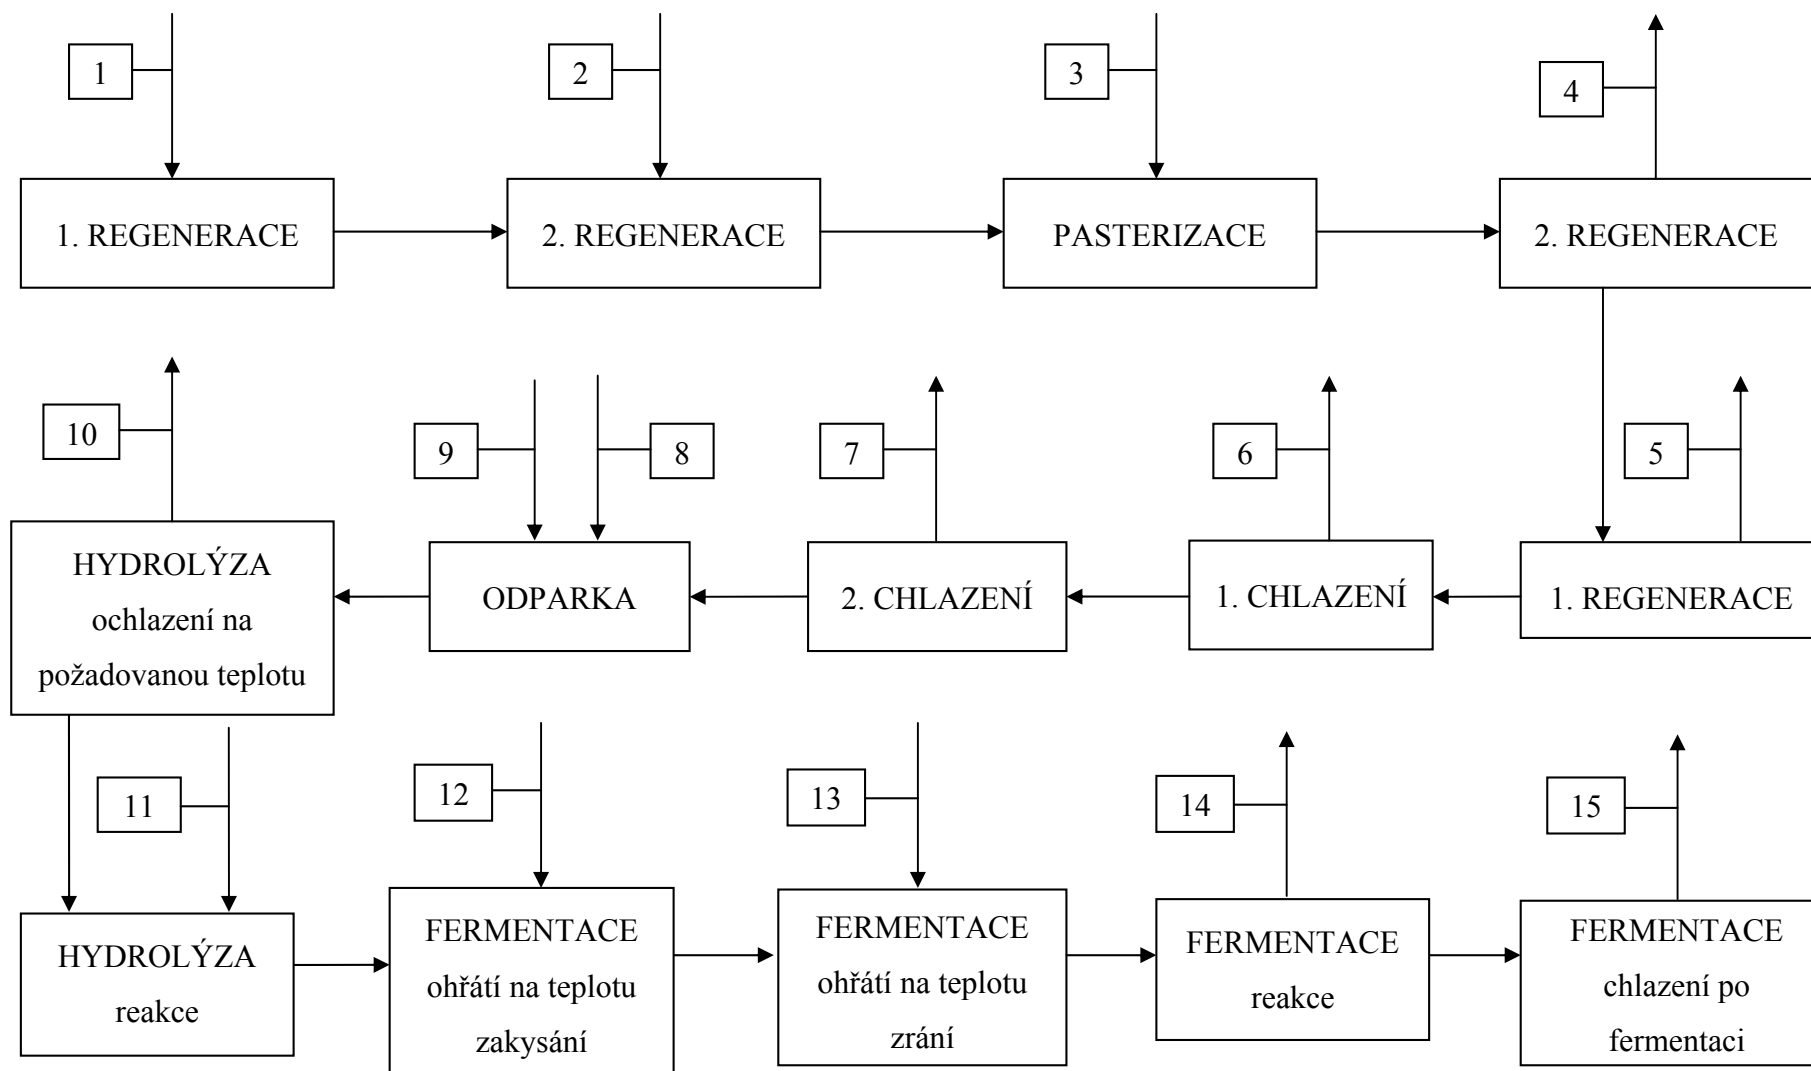 1
2
3
4
1. REGENERACE
2. REGENERACE
PASTERIZACE
2. REGENERACE
10
9
8
7
6
5
HYDROLÝZA
ochlazení na
požadovanou teplotu
ODPARKA
2. CHLAZENÍ
1. CHLAZENÍ
1. REGENERACE
11
12
13
14
15
HYDROLÝZA
reakce
FERMENTACE
ohřátí na teplotu
zakysání
FERMENTACE
ohřátí na teplotu
zrání
FERMENTACE
reakce
FERMENTACE
chlazení po
fermentaci